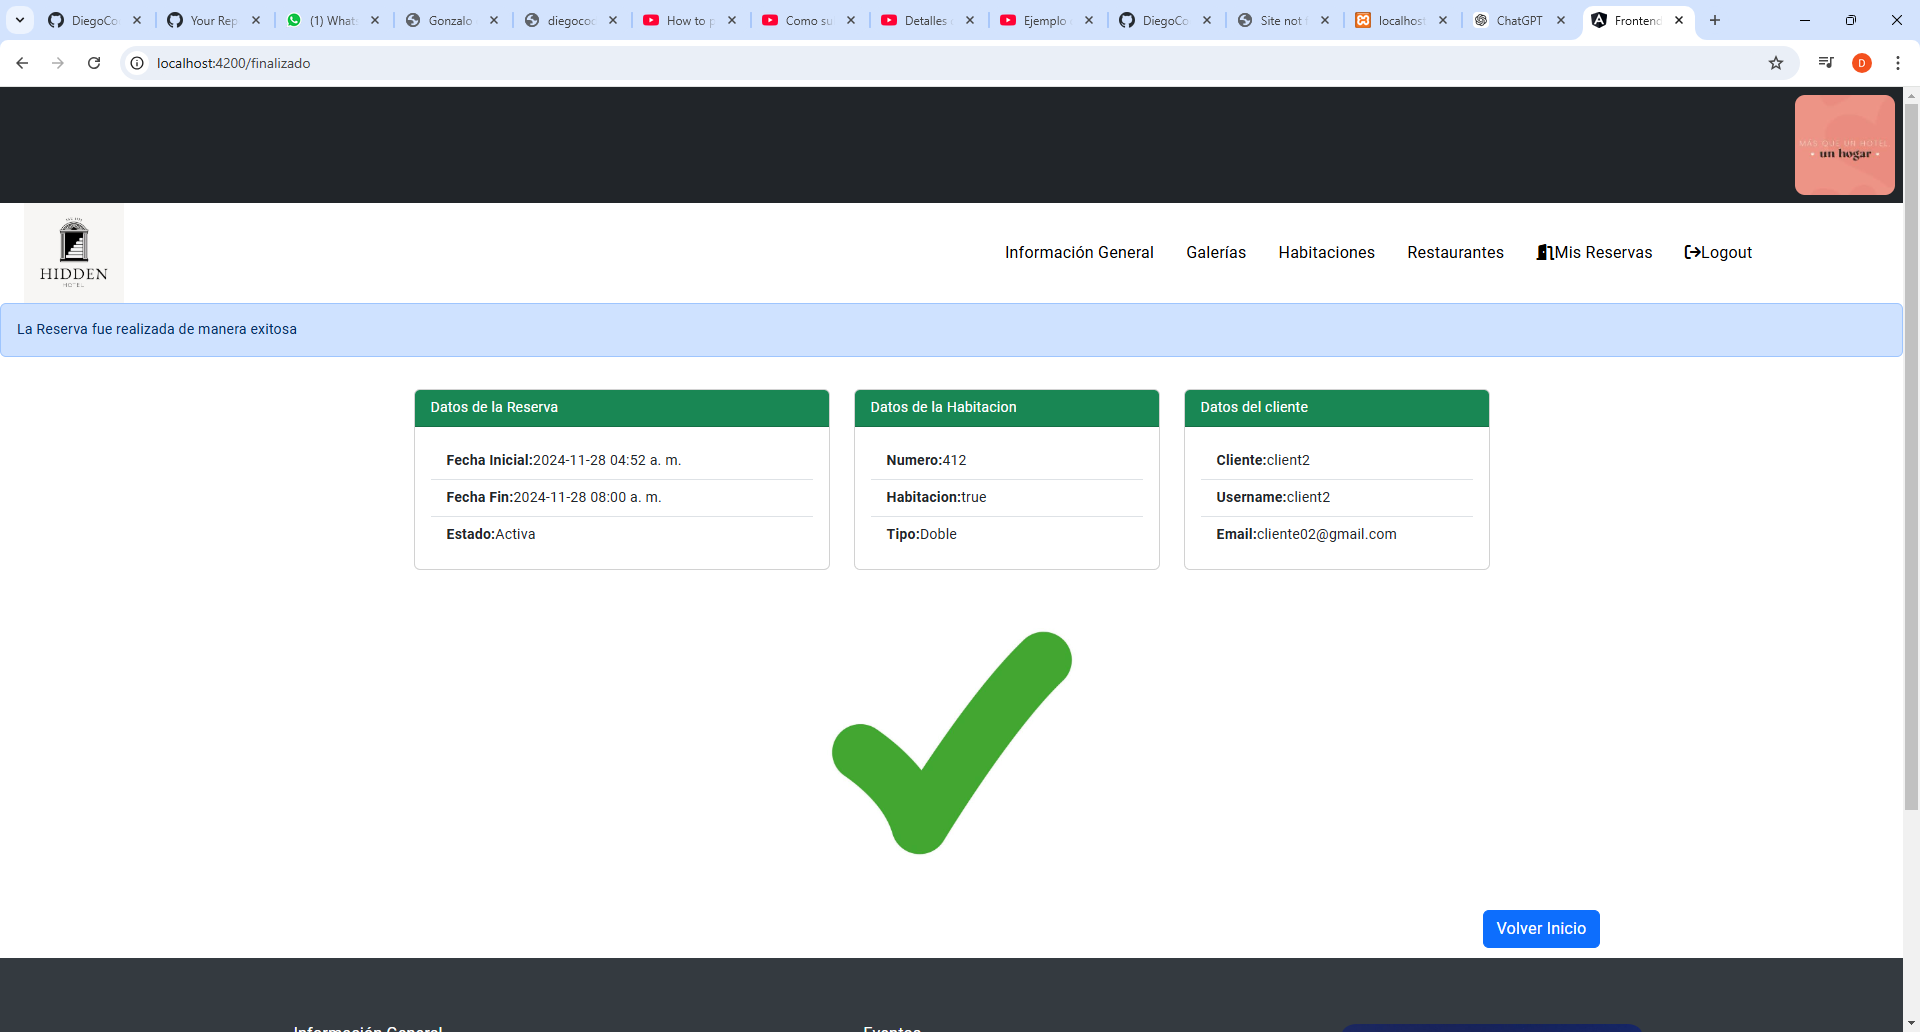 DiegoCo
Your Rep
(1) Whats
Gonzalo
diegococ
How to p
Como su
Detalles
Ejemplo
DiegoCo
Site not
localhost
ChatGPT
Frontend
localhost:4200/finalizado
D
MÁS QUE UN HOTEL
• un hogar •
HIDDEN
HOTEL
Información General
Galerías
Habitaciones
Restaurantes
Mis Reservas
Logout
La Reserva fue realizada de manera exitosa
Datos de la Reserva
Fecha Inicial:2024-11-28 04:52 a. m.
Fecha Fin:2024-11-28 08:00 a. m.
Estado:Activa
Datos de la Habitacion
Numero:412
Habitacion:true
Tipo:Doble
Datos del cliente
Cliente:client2
Username:client2
Email:cliente02@gmail.com
Volver Inicio
Información General
Eventos